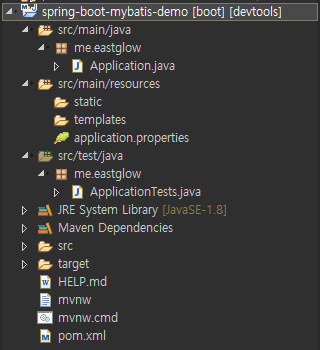 spring-boot-mybatis-demo [boot] [devtools]
src/main/java
me.eastglow
Application.java
src/main/resources
static
templates
application.properties
src/test/java
me.eastglow
ApplicationTests.java
JRE System Library [JavaSE-1.8]
Maven Dependencies
src
target
HELP.md
mvnw
mvnw.cmd
pom.xml